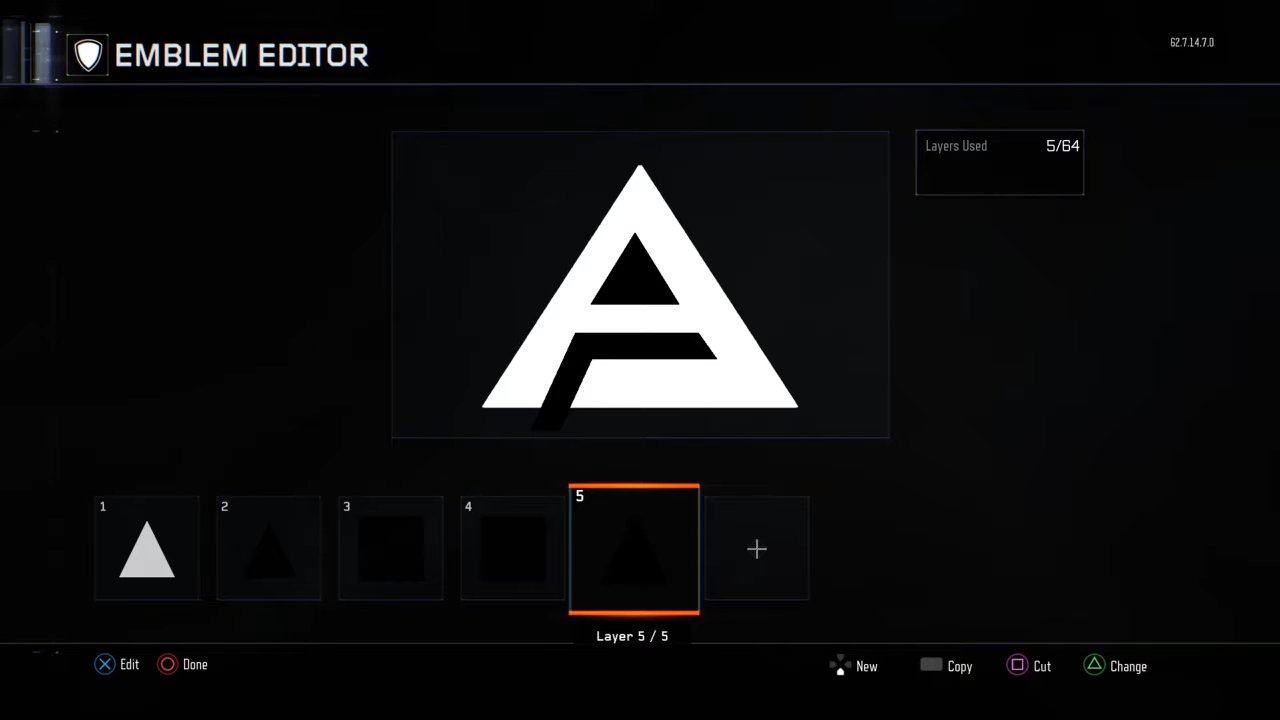 EMBLEM EDITOR
62.7.14.7.0
Layers Used 5/64
1
2
3
4
5
Layer 5 / 5
Edit
Done
New
Copy
Cut
Change